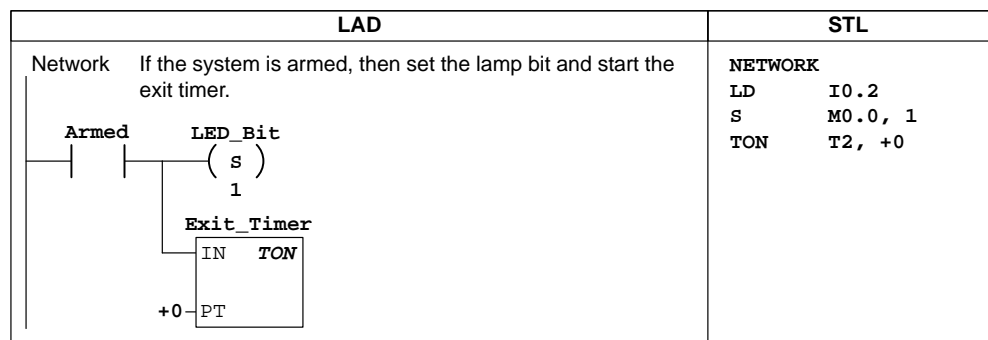 LAD
STL
Network If the system is armed, then set the lamp bit and start the
exit timer.
Armed LED_Bit
S
1
Exit_Timer
IN TON
+0 PT
NETWORK
LD I0.2
S M0.0, 1
TON T2, +0